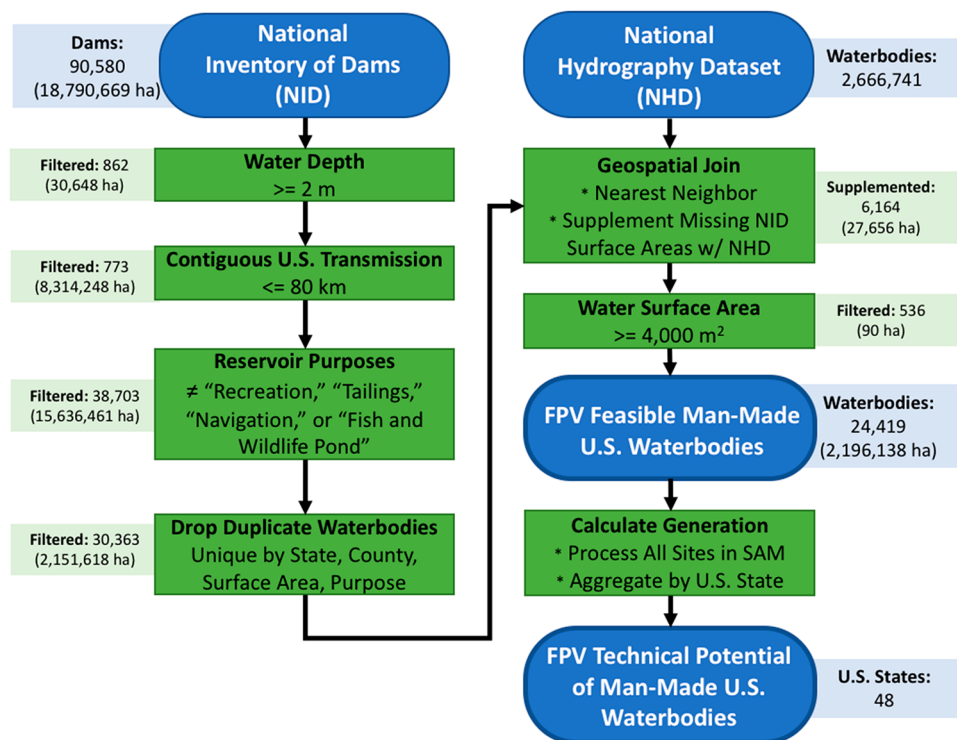 Dams:
90,580
(18,790,669 ha)
National
Inventory of Dams
(NID)
Filtered: 862
(30,648 ha)
Water Depth
>= 2 m
Filtered: 773
(8,314,248 ha)
Contiguous U.S. Transmission
<= 80 km
Filtered: 38,703
(15,636,461 ha)
Reservoir Purposes
≠ “Recreation,” “Tailings,”
“Navigation,” or “Fish and
Wildlife Pond”
Filtered: 30,363
(2,151,618 ha)
Drop Duplicate Waterbodies
Unique by State, County,
Surface Area, Purpose
National
Hydrography Dataset
(NHD)
Waterbodies:
2,666,741
Geospatial Join
* Nearest Neighbor
* Supplement Missing NID
Surface Areas w/ NHD
Supplemented:
6,164
(27,656 ha)
Water Surface Area
>= 4,000 m²
Filtered: 536
(90 ha)
FPV Feasible Man-Made
U.S. Waterbodies
Waterbodies:
24,419
(2,196,138 ha)
Calculate Generation
* Process All Sites in SAM
* Aggregate by U.S. State
FPV Technical Potential
of Man-Made U.S.
Waterbodies
U.S. States:
48